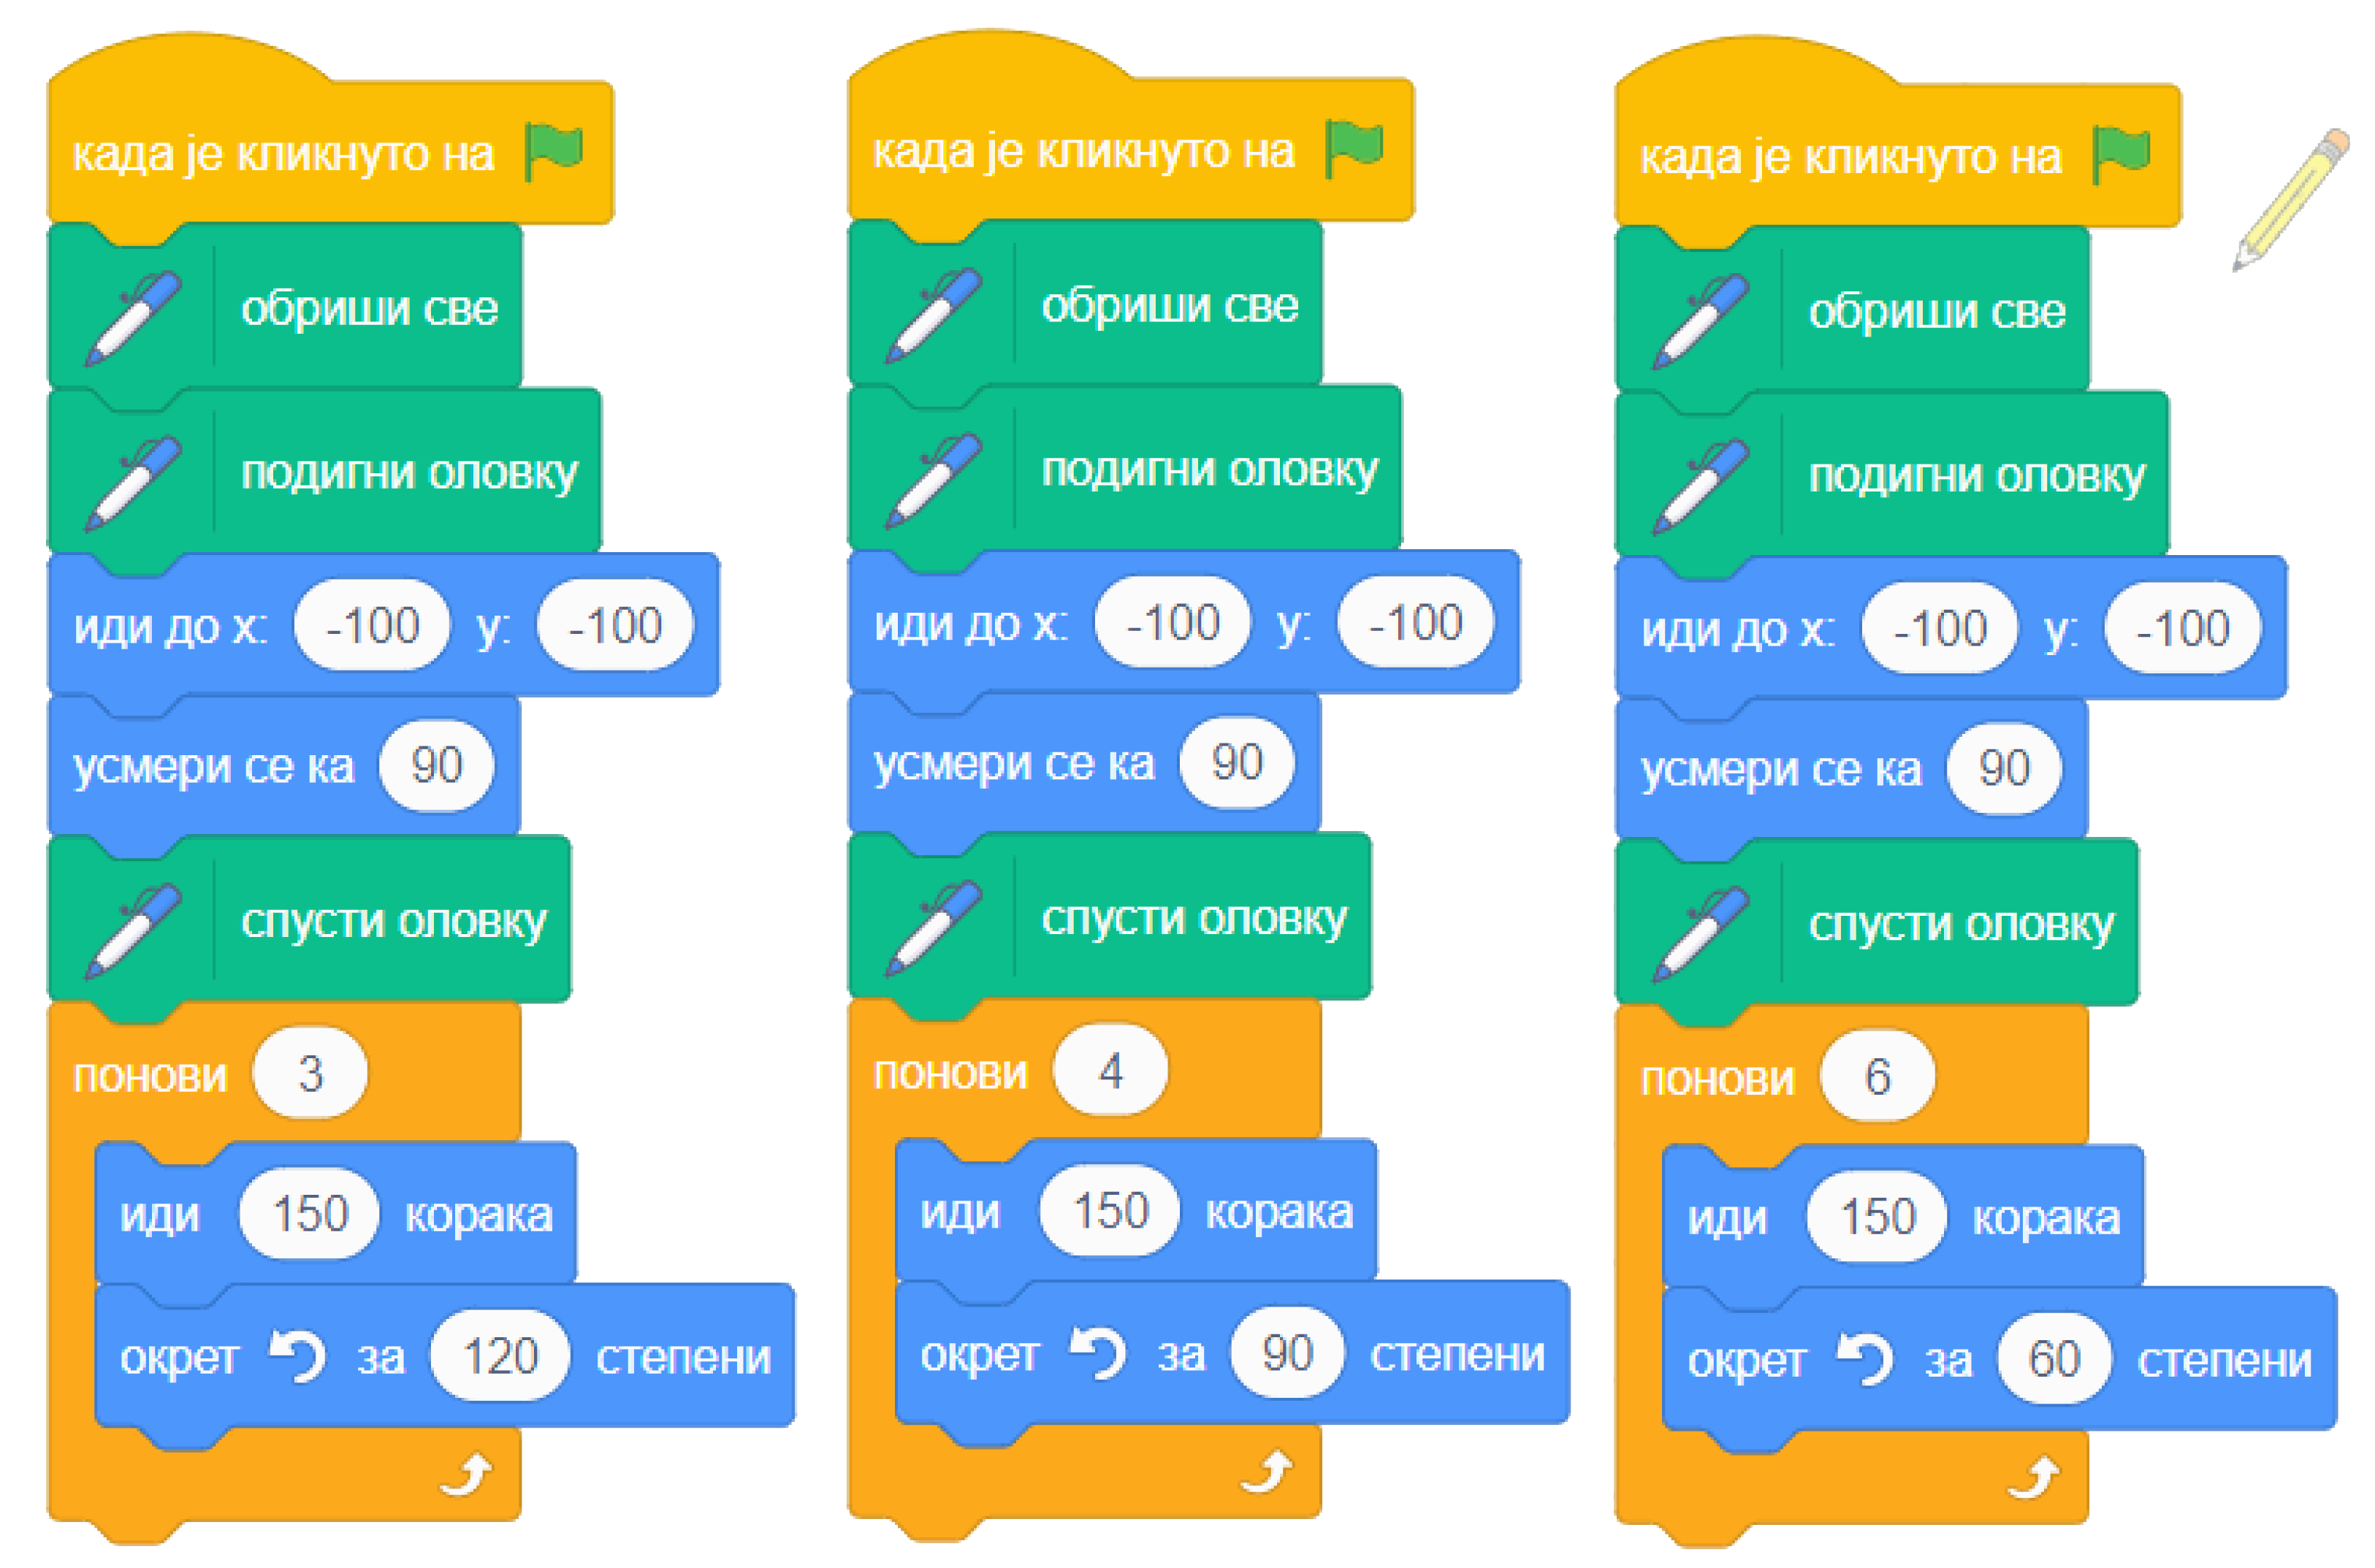 када је кликнуто на
обриши све
подигни оловку
иди до x: -100 y: -100
усмери се ка 90
спусти оловку
понови 3
иди 150 корака
окрет за 120 степени
када је кликнуто на
обриши све
подигни оловку
иди до x: -100 y: -100
усмери се ка 90
спусти оловку
понови 4
иди 150 корака
окрет за 90 степени
када је кликнуто на
обриши све
подигни оловку
иди до x: -100 y: -100
усмери се ка 90
спусти оловку
понови 6
иди 150 корака
окрет за 60 степени